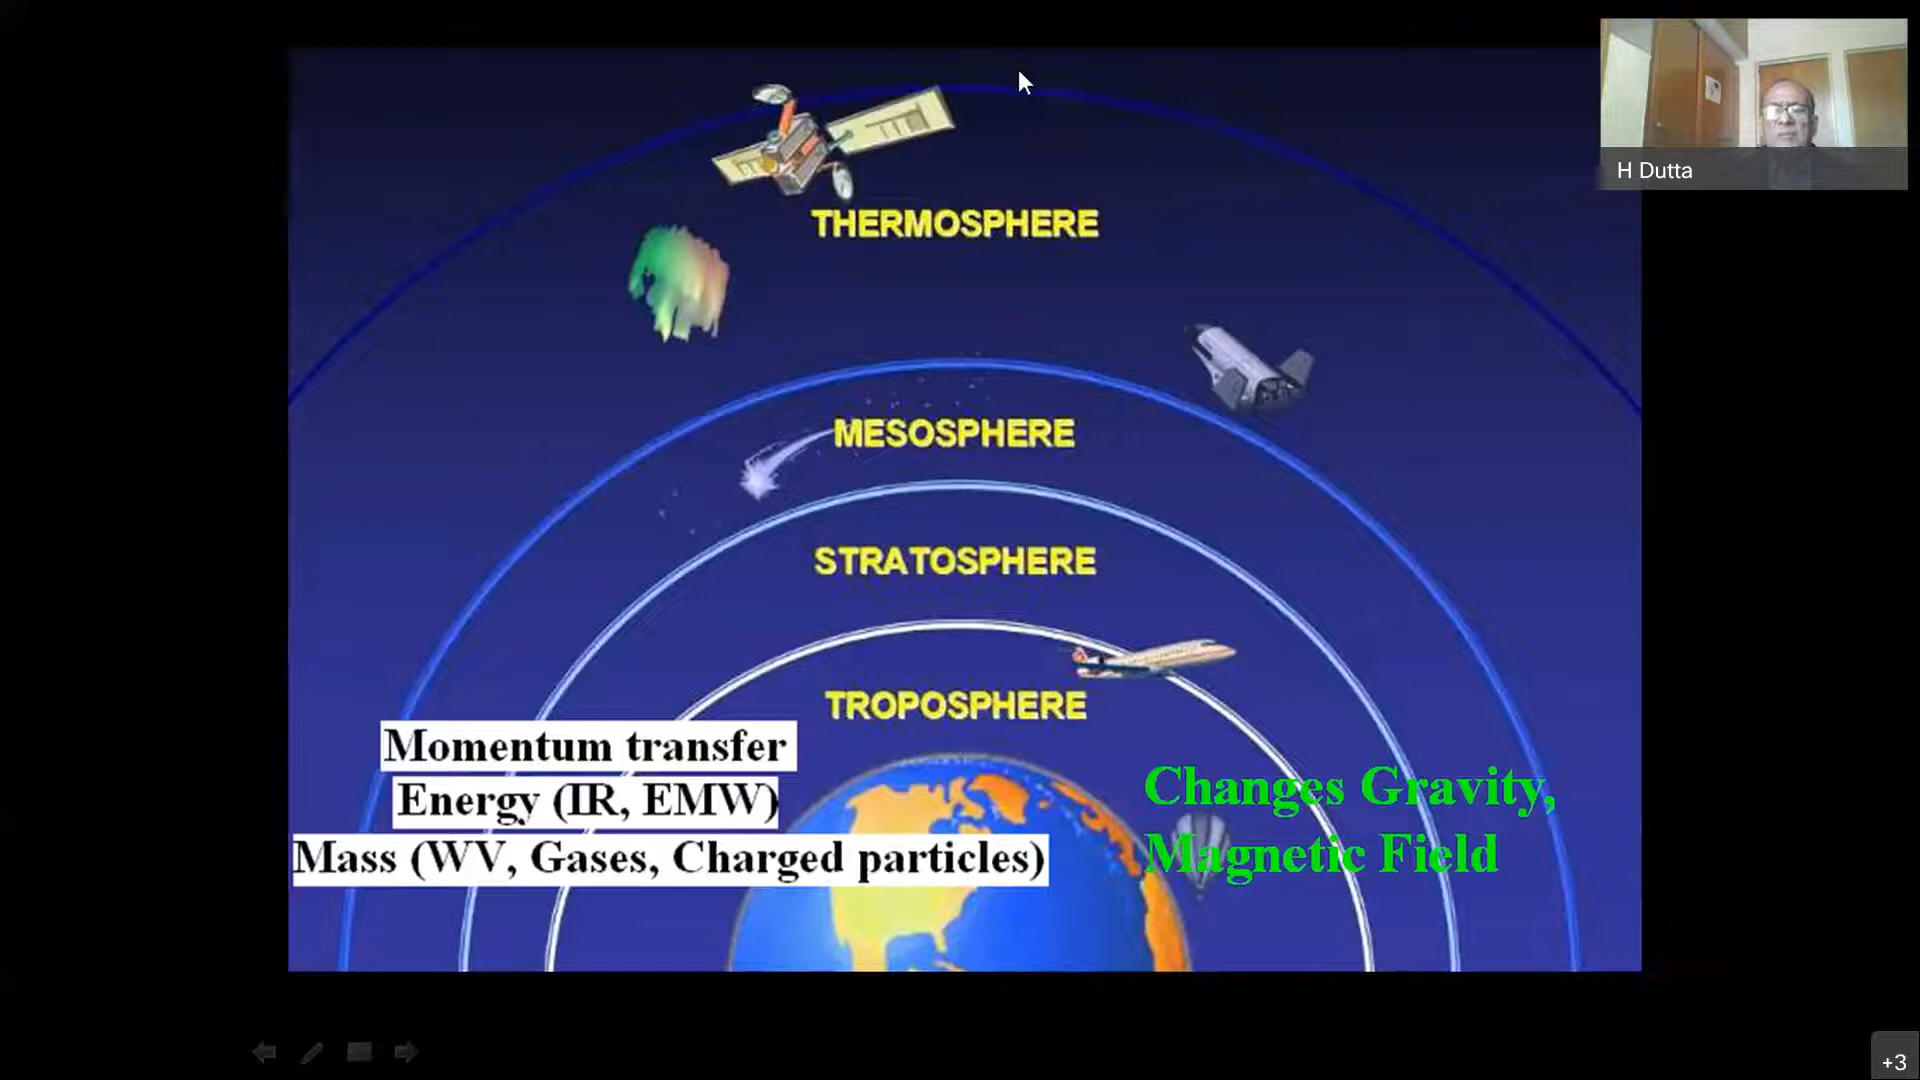 H Dutta
THERMOSPHERE
MESOSPHERE
STRATOSPHERE
TROPOSPHERE
Momentum transfer
Energy (IR, EMW)
Mass (WV, Gases, Charged particles)
Changes Gravity,
Magnetic Field
+3